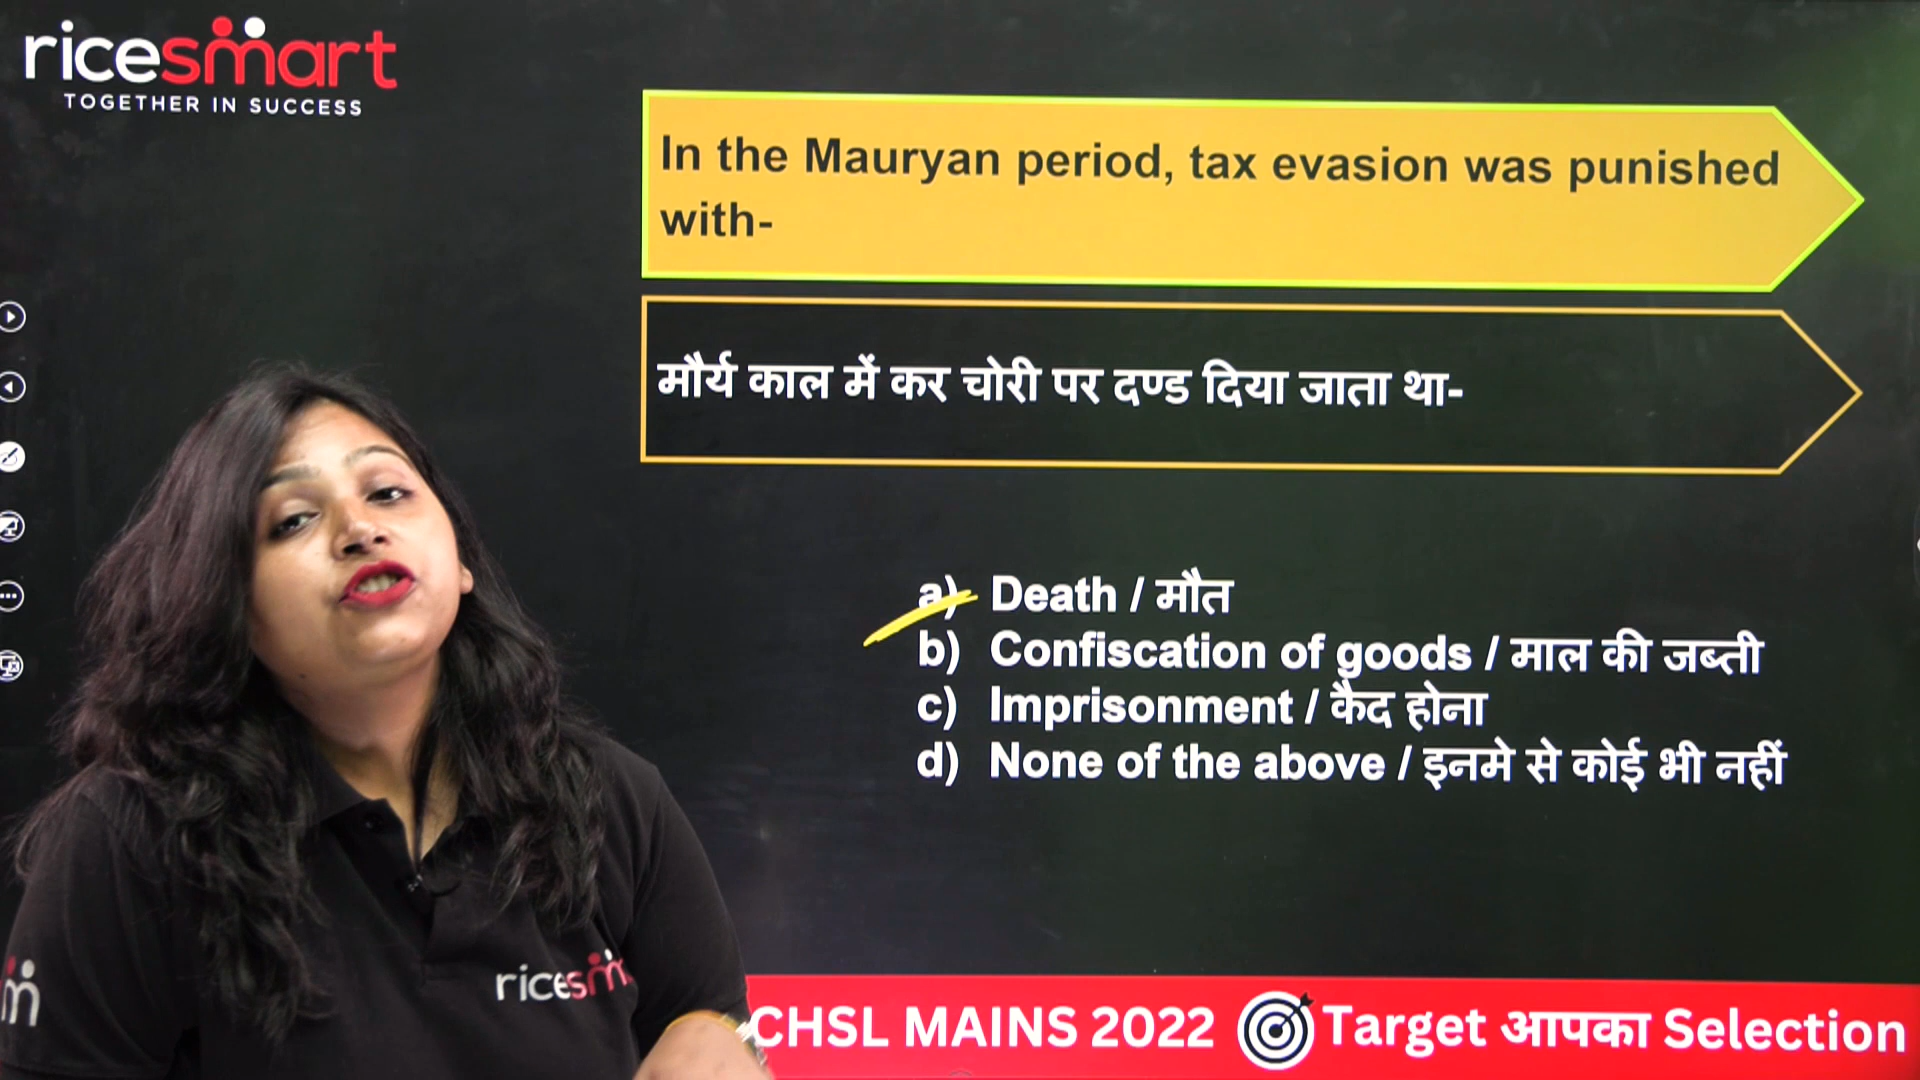 ricesmart
TOGETHER IN SUCCESS
In the Mauryan period, tax evasion was punished
with-
मौर्य काल में कर चोरी पर दण्ड दिया जाता था-
a) Death / मौत
b) Confiscation of goods / माल की जब्ती
c) Imprisonment / कैद होना
d) None of the above / इनमे से कोई भी नहीं
CHSL MAINS 2022 Target आपका Selection